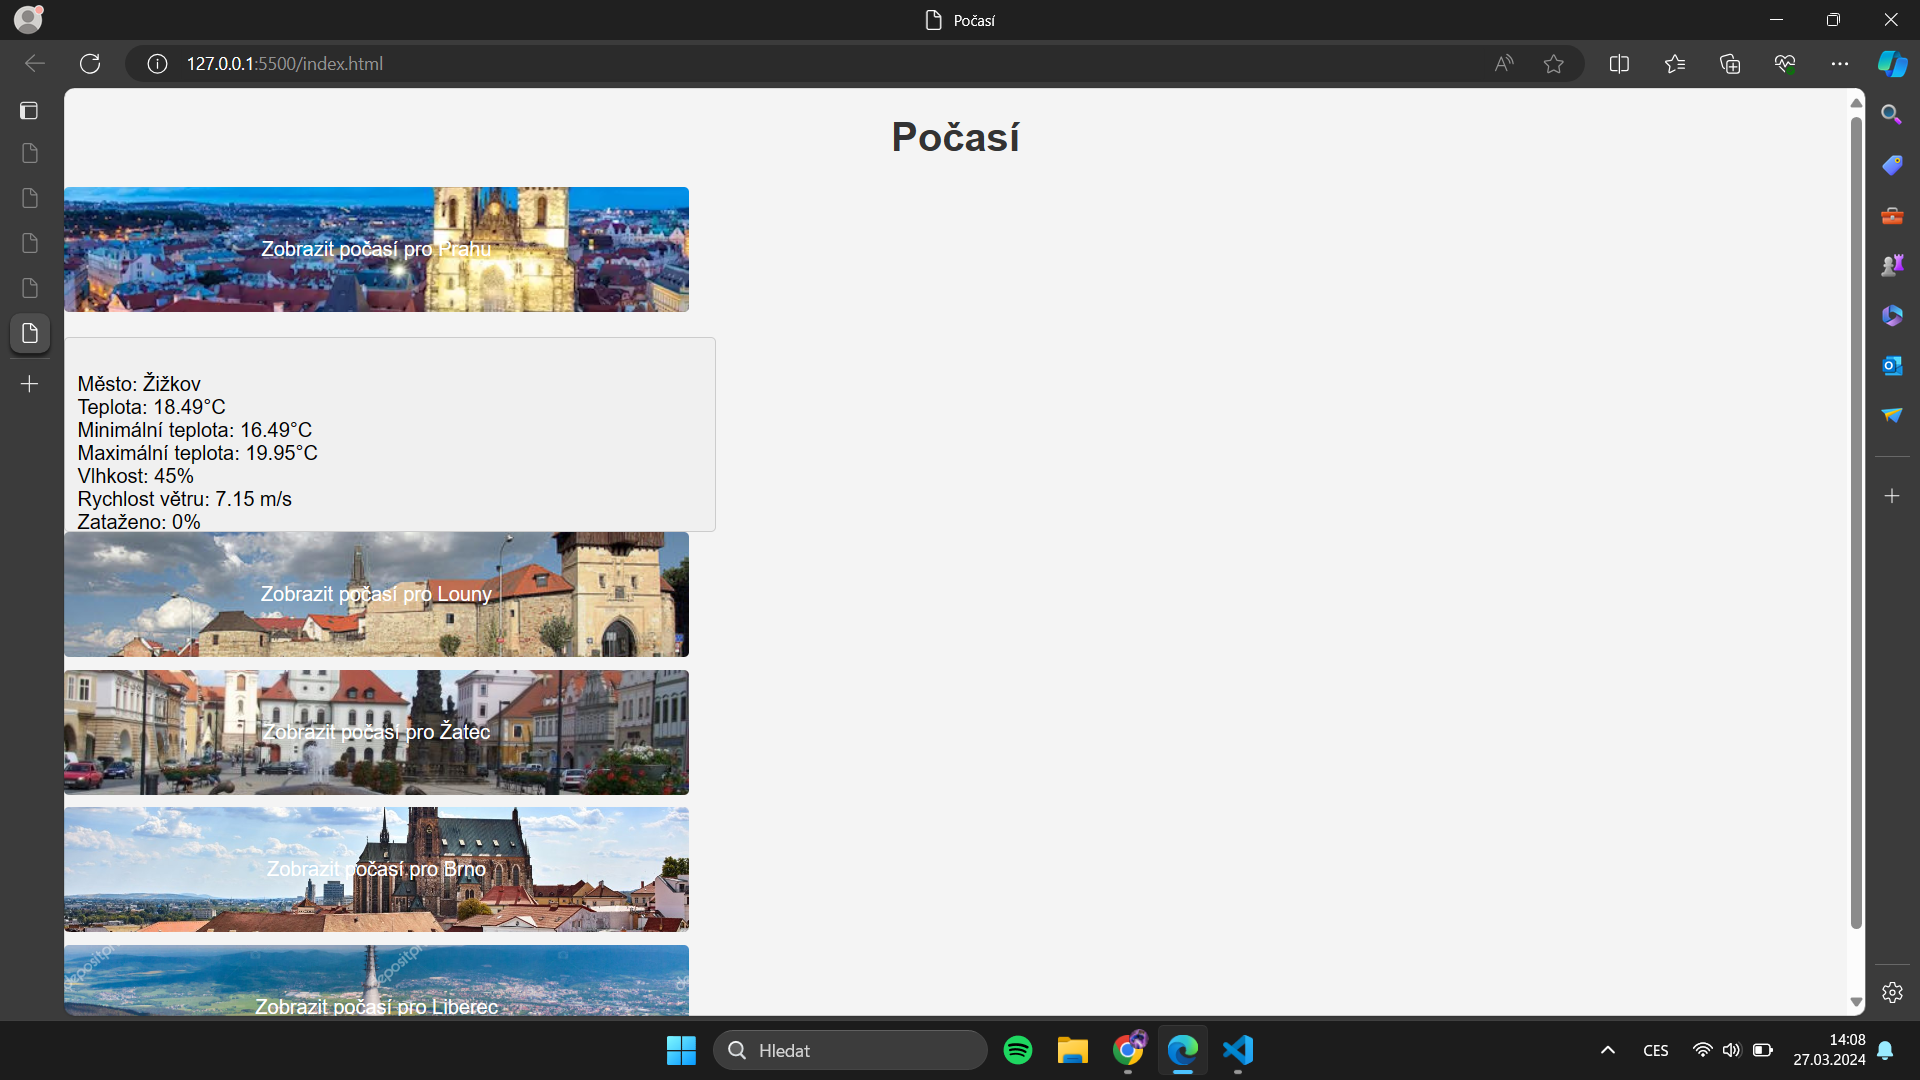 Počasí
127.0.0.1:5500/index.html
Počasí
Zobrazit počasí pro Prahu
Město: Žižkov
Teplota: 18.49°C
Minimální teplota: 16.49°C
Maximální teplota: 19.95°C
Vlhkost: 45%
Rychlost větru: 7.15 m/s
Zataženo: 0%
Zobrazit počasí pro Louny
Zobrazit počasí pro Žatec
Zobrazit počasí pro Brno
Zobrazit počasí pro Liberec
Hledat
CES
14:08
27.03.2024